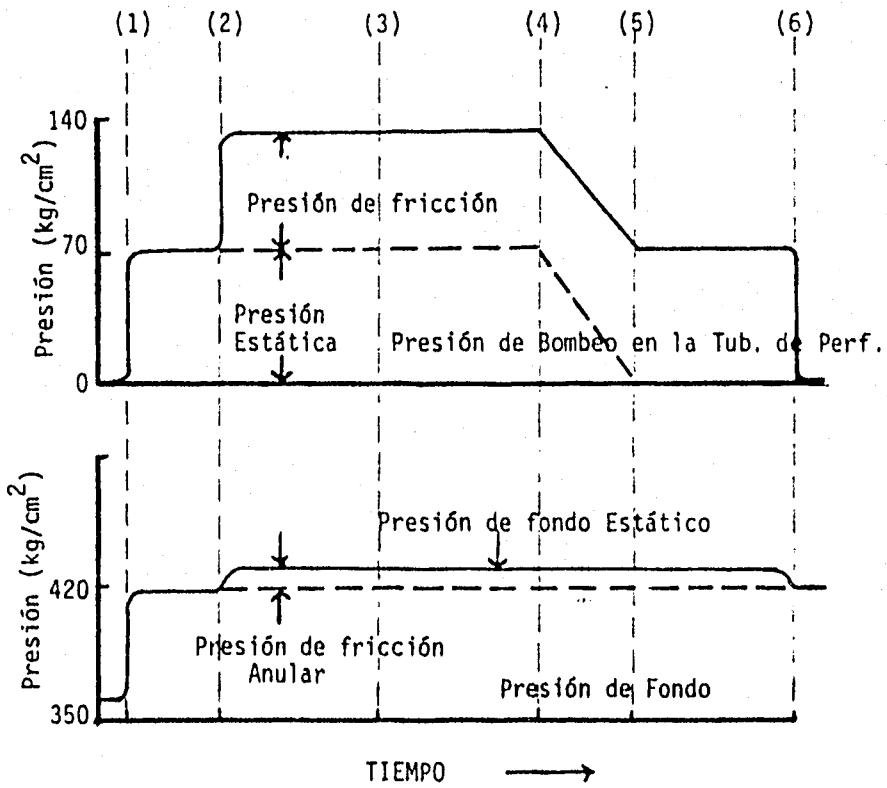 (1) (2) (3) (4) (5) (6)
Presión (kg/cm²)
140
70
0
Presión de fricción
Presión
Estática
Presión de Bombeo en la Tub. de Perf.
Presión (kg/cm²)
420
350
Presión de fondo Estático
Presión de fricción
Anular
Presión de Fondo
TIEMPO